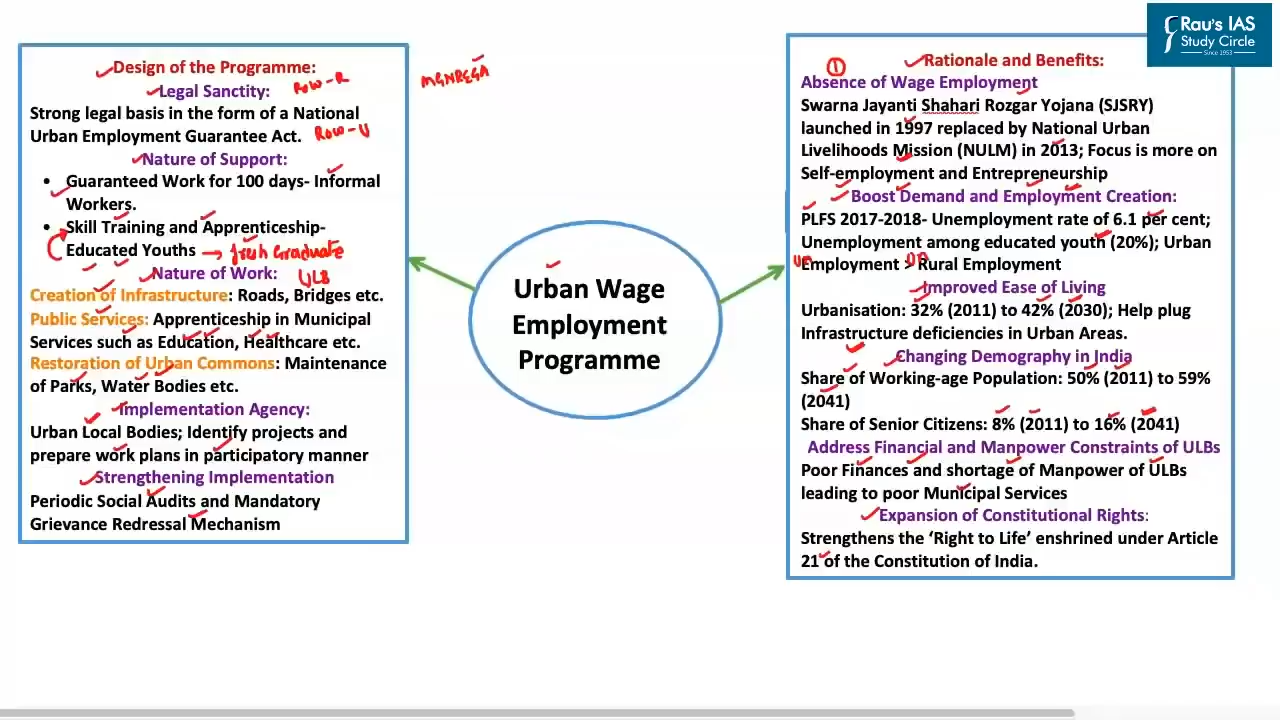 Rau's IAS
Study Circle
Since 1953
Design of the Programme:
Legal Sanctity: Row-R
Strong legal basis in the form of a National
Urban Employment Guarantee Act. Row-U
Nature of Support:
• Guaranteed Work for 100 days- Informal
Workers.
• Skill Training and Apprenticeship-
Educated Youths → fresh Graduate
Nature of Work: ULB
Creation of Infrastructure: Roads, Bridges etc.
Public Services: Apprenticeship in Municipal
Services such as Education, Healthcare etc.
Restoration of Urban Commons: Maintenance
of Parks, Water Bodies etc.
Implementation Agency:
Urban Local Bodies; Identify projects and
prepare work plans in participatory manner
Strengthening Implementation
Periodic Social Audits and Mandatory
Grievance Redressal Mechanism
MGNREGA
Urban Wage
Employment
Programme
Rationale and Benefits:
1
Absence of Wage Employment
Swarna Jayanti Shahari Rozgar Yojana (SJSRY)
launched in 1997 replaced by National Urban
Livelihoods Mission (NULM) in 2013; Focus is more on
Self-employment and Entrepreneurship
Boost Demand and Employment Creation:
PLFS 2017-2018- Unemployment rate of 6.1 per cent;
Unemployment among educated youth (20%); Urban
Employment > Rural Employment
Un Un
Improved Ease of Living
Urbanisation: 32% (2011) to 42% (2030); Help plug
Infrastructure deficiencies in Urban Areas.
Changing Demography in India
Share of Working-age Population: 50% (2011) to 59%
(2041)
Share of Senior Citizens: 8% (2011) to 16% (2041)
Address Financial and Manpower Constraints of ULBs
Poor Finances and shortage of Manpower of ULBs
leading to poor Municipal Services
Expansion of Constitutional Rights:
Strengthens the ‘Right to Life’ enshrined under Article
21 of the Constitution of India.